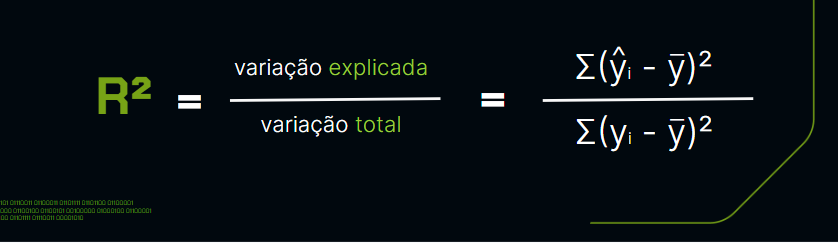 R² = variação explicada / variação total = Σ(ŷᵢ - ȳ)² / Σ(yᵢ - ȳ)²